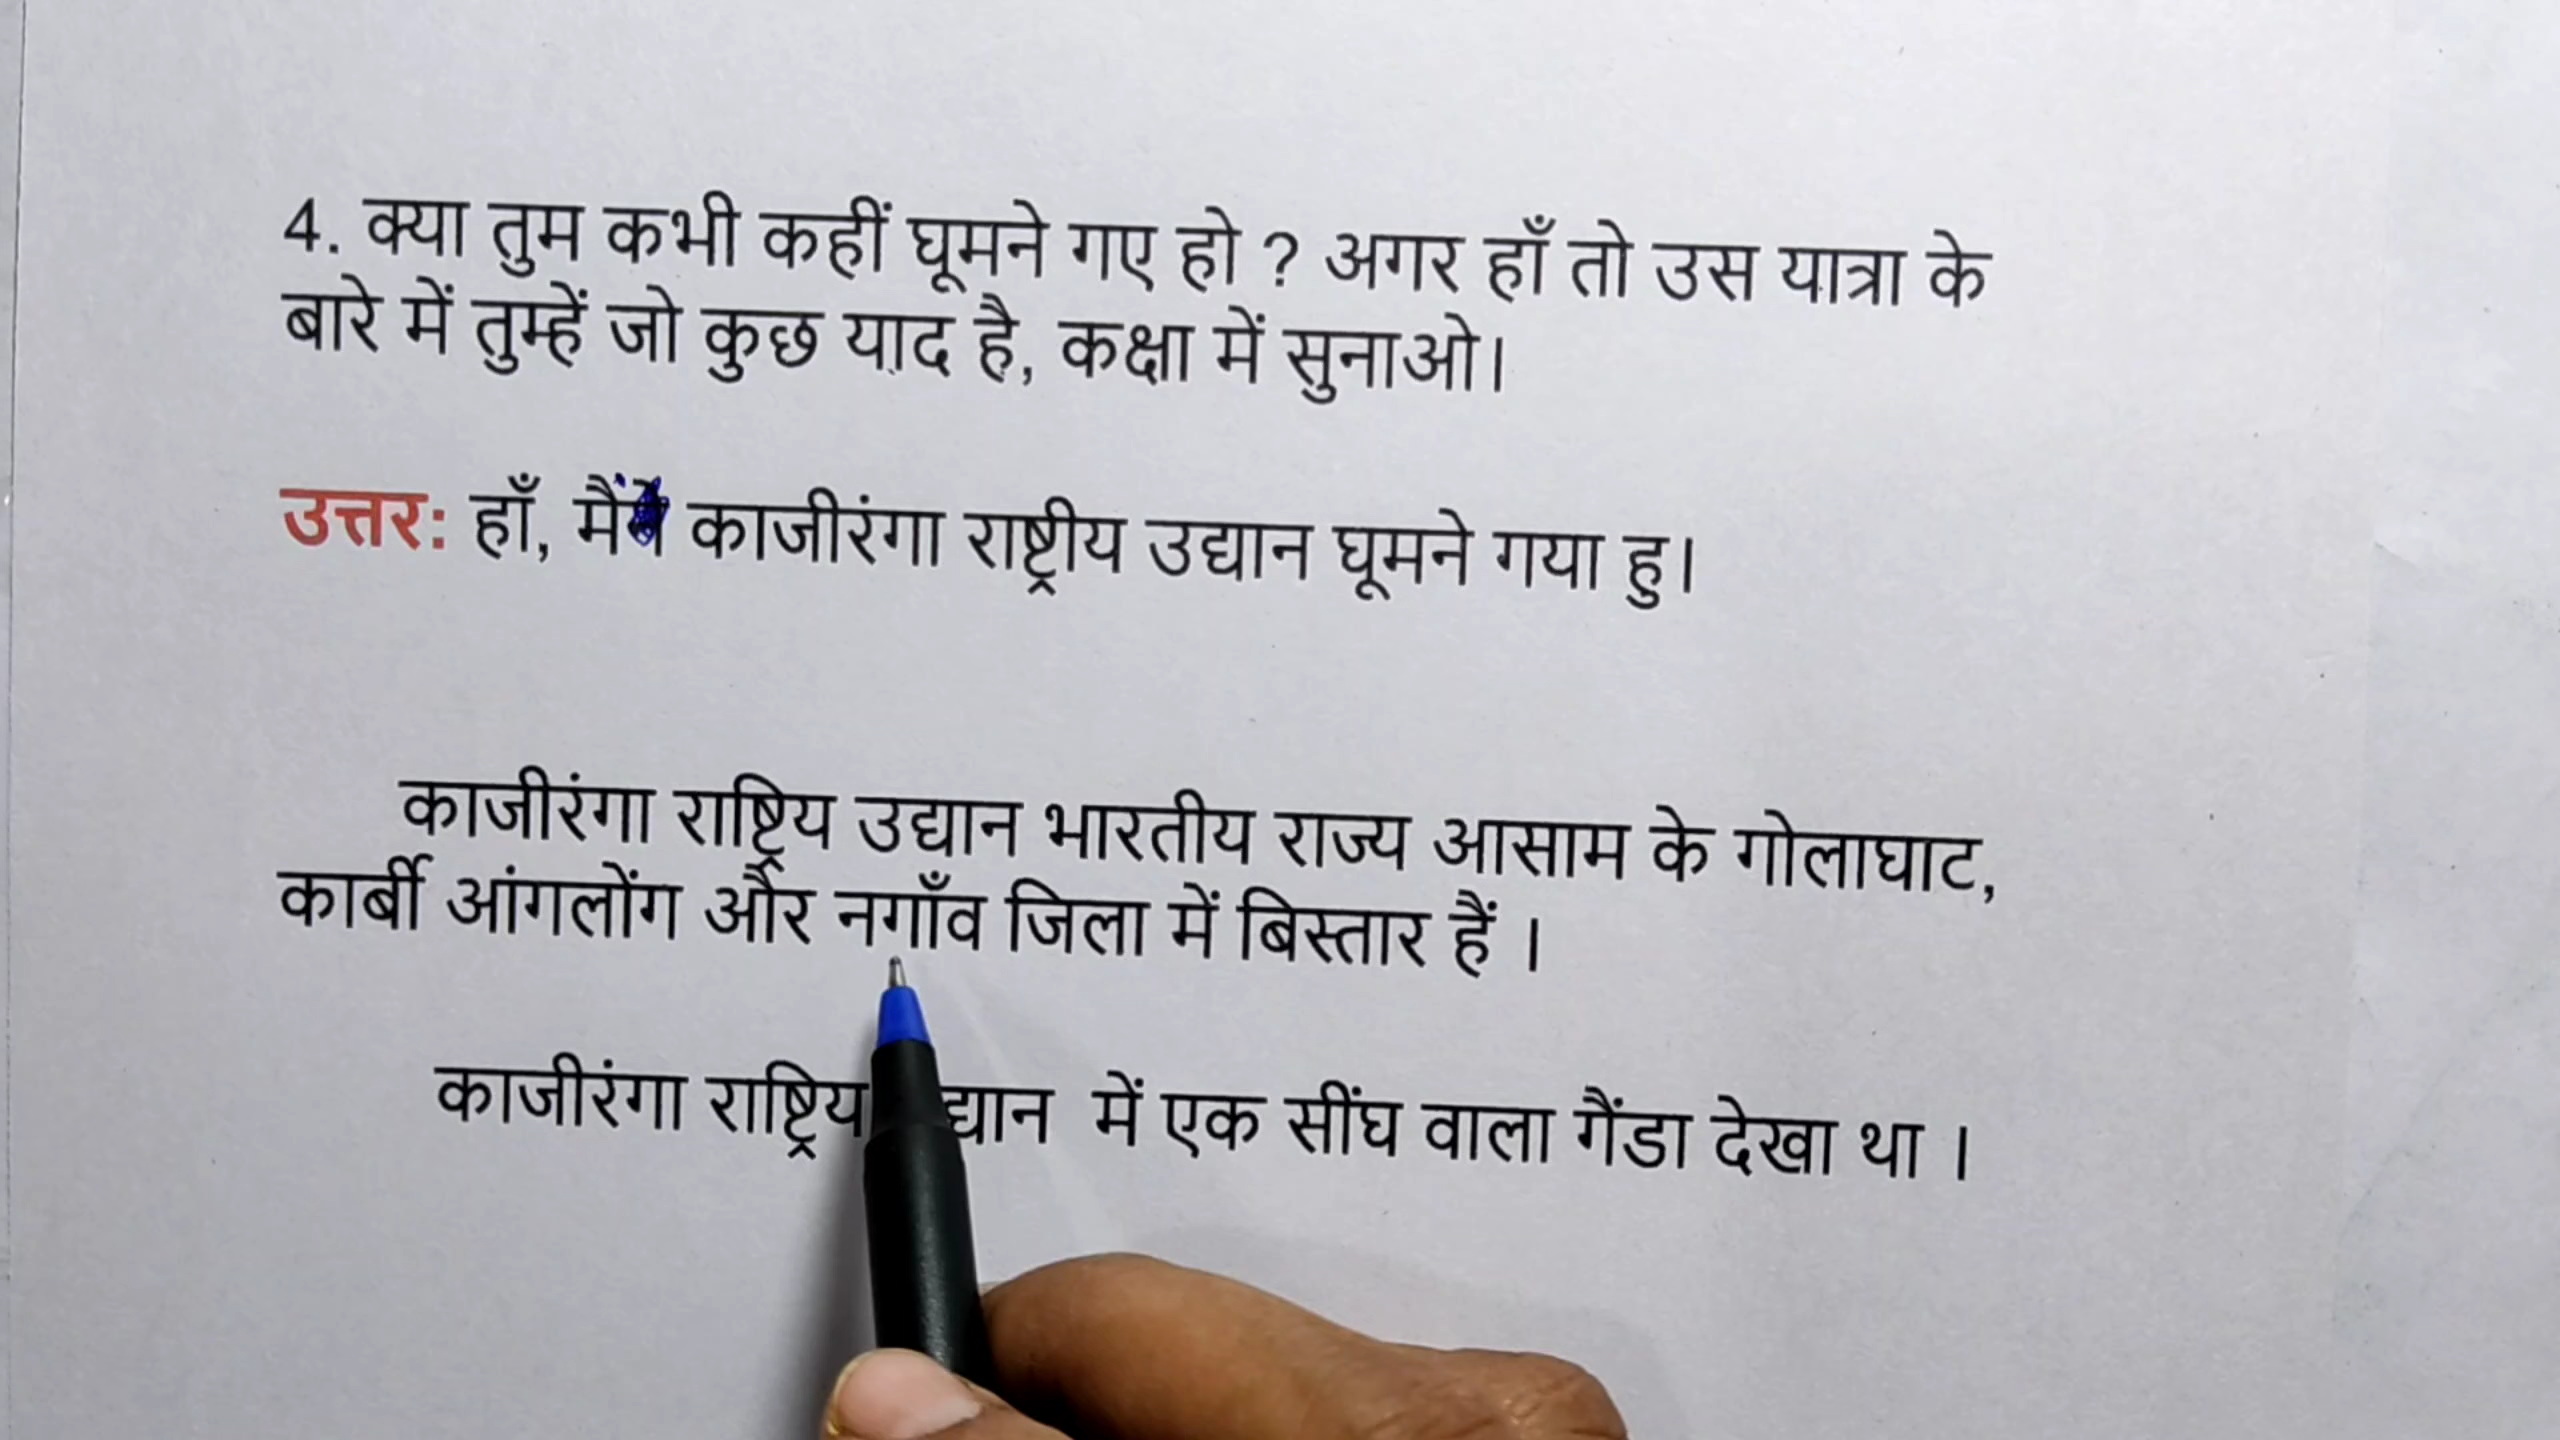 4. क्या तुम कभी कहीं घूमने गए हो ? अगर हाँ तो उस यात्रा के
बारे में तुम्हें जो कुछ याद है, कक्षा में सुनाओ।
उत्तर: हाँ, मैं काजीरंगा राष्ट्रीय उद्यान घूमने गया हु।
काजीरंगा राष्ट्रिय उद्यान भारतीय राज्य आसाम के गोलाघाट,
कार्बी आंगलोंग और नगाँव जिला में बिस्तार हैं ।
काजीरंगा राष्ट्रिय में एक सींघ वाला गैंडा देखा था ।